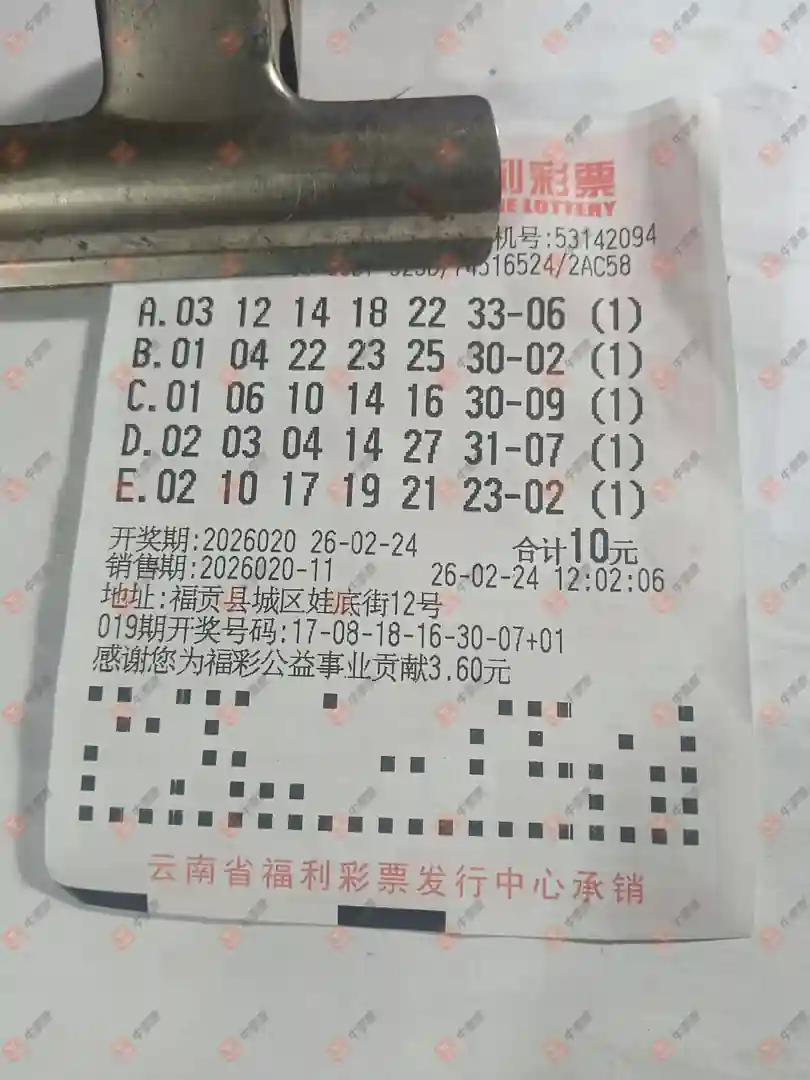 利彩票
LOTTERY
机号:53142094
16524/2AC58
A.03 12 14 18 22 33-06 (1)
B.01 04 22 23 25 30-02 (1)
C.01 06 10 14 16 30-09 (1)
D.02 03 04 14 27 31-07 (1)
E.02 10 17 19 21 23-02 (1)
开奖期:2026020 26-02-24 合计10元
销售期:2026020-11 26-02-24 12:02:06
地址:福贡县城区娃底街12号
019期开奖号码:17-08-18-16-30-07+01
感谢您为福彩公益事业贡献3.60元
云南省福利彩票发行中心承销